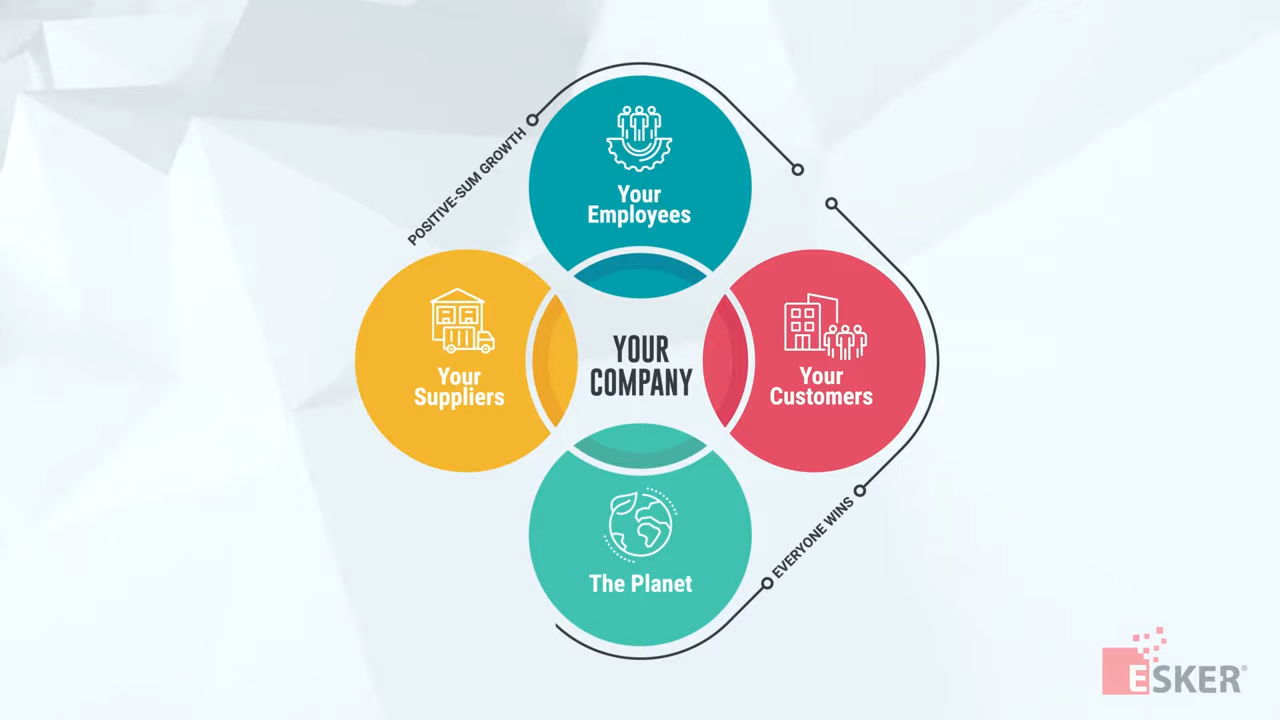 POSITIVE-SUM GROWTH
Your
Employees
Your
Suppliers
YOUR
COMPANY
Your
Customers
The Planet
EVERYONE WINS
ESKER®